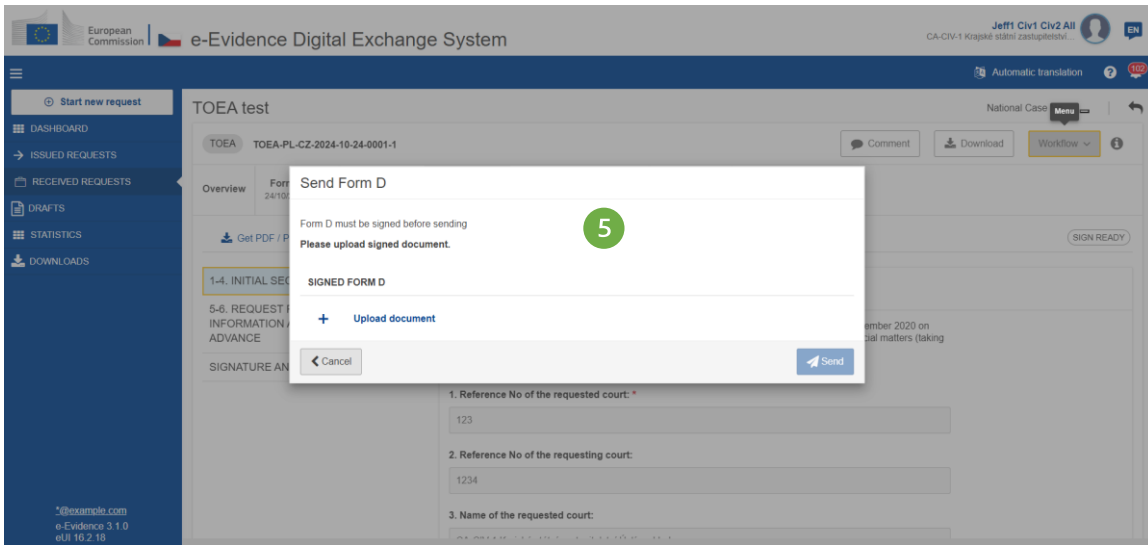 European
Commission
e-Evidence Digital Exchange System
Jeff1 Civ1 Civ2 All
CA-CIV-1 Krajské státní zastupitelství...
EN
Automatic translation
102
Start new request
TOEA test
National Case
Menu
DASHBOARD
TOEA TOEA-PL-CZ-2024-10-24-0001-1
Comment
Download
Workflow
ISSUED REQUESTS
RECEIVED REQUESTS
Overview
24/10/
Send Form D
DRAFTS
Form D must be signed before sending
5
STATISTICS
Get PDF / P
Please upload signed document.
SIGN READY
DOWNLOADS
1-4. INITIAL SEC
SIGNED FORM D
5-6. REQUEST
INFORMATION
ADVANCE
Upload document
ember 2020 on
cial matters (taking
SIGNATURE AN
Cancel
Send
1. Reference No of the requested court: *
123
2. Reference No of the requesting court:
1234
3. Name of the requested court:
*@example.com
e-Evidence 3.1.0
eUI 16.2.18